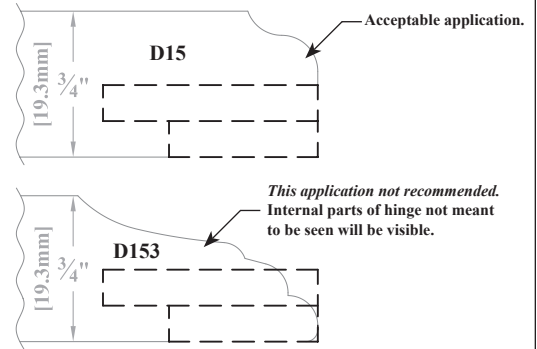 Acceptable application.
D15
3/4"
[19.3mm]
This application not recommended.
Internal parts of hinge not meant
to be seen will be visible.
D153
3/4"
[19.3mm]